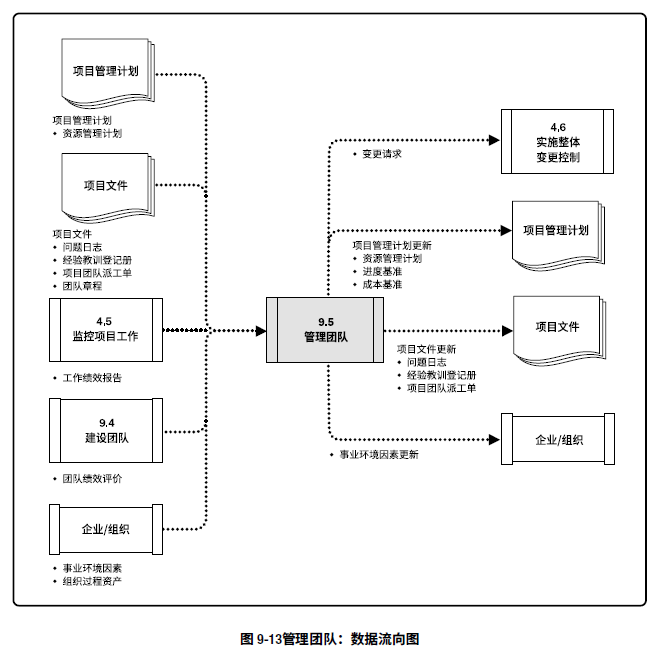 项目管理计划
项目管理计划
◆ 资源管理计划
项目文件
项目文件
◆ 问题日志
◆ 经验教训登记册
◆ 项目团队派工单
◆ 团队章程
4,5
监控项目工作
◆ 工作绩效报告
9.4
建设团队
◆ 团队绩效评价
企业/组织
◆ 事业环境因素
◆ 组织过程资产
9.5
管理团队
◆ 变更请求
4,6
实施整体
变更控制
项目管理计划更新
◆ 资源管理计划
◆ 进度基准
◆ 成本基准
项目管理计划
项目文件更新
◆ 问题日志
◆ 经验教训登记册
◆ 项目团队派工单
项目文件
◆ 事业环境因素更新
企业/组织
图 9-13管理团队：数据流向图